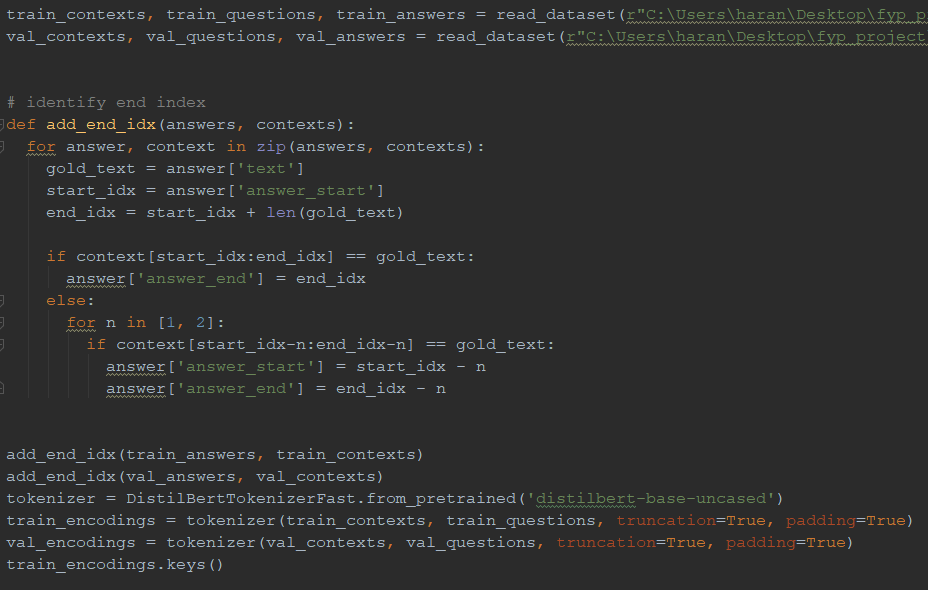 train_contexts, train_questions, train_answers = read_dataset(r"C:\Users\haran\Desktop\fyp_p
val_contexts, val_questions, val_answers = read_dataset(r"C:\Users\haran\Desktop\fyp_project
# identify end index
def add_end_idx(answers, contexts):
  for answer, context in zip(answers, contexts):
    gold_text = answer['text']
    start_idx = answer['answer_start']
    end_idx = start_idx + len(gold_text)
    if context[start_idx:end_idx] == gold_text:
      answer['answer_end'] = end_idx
    else:
      for n in [1, 2]:
        if context[start_idx-n:end_idx-n] == gold_text:
          answer['answer_start'] = start_idx - n
          answer['answer_end'] = end_idx - n
add_end_idx(train_answers, train_contexts)
add_end_idx(val_answers, val_contexts)
tokenizer = DistilBertTokenizerFast.from_pretrained('distilbert-base-uncased')
train_encodings = tokenizer(train_contexts, train_questions, truncation=True, padding=True)
val_encodings = tokenizer(val_contexts, val_questions, truncation=True, padding=True)
train_encodings.keys()